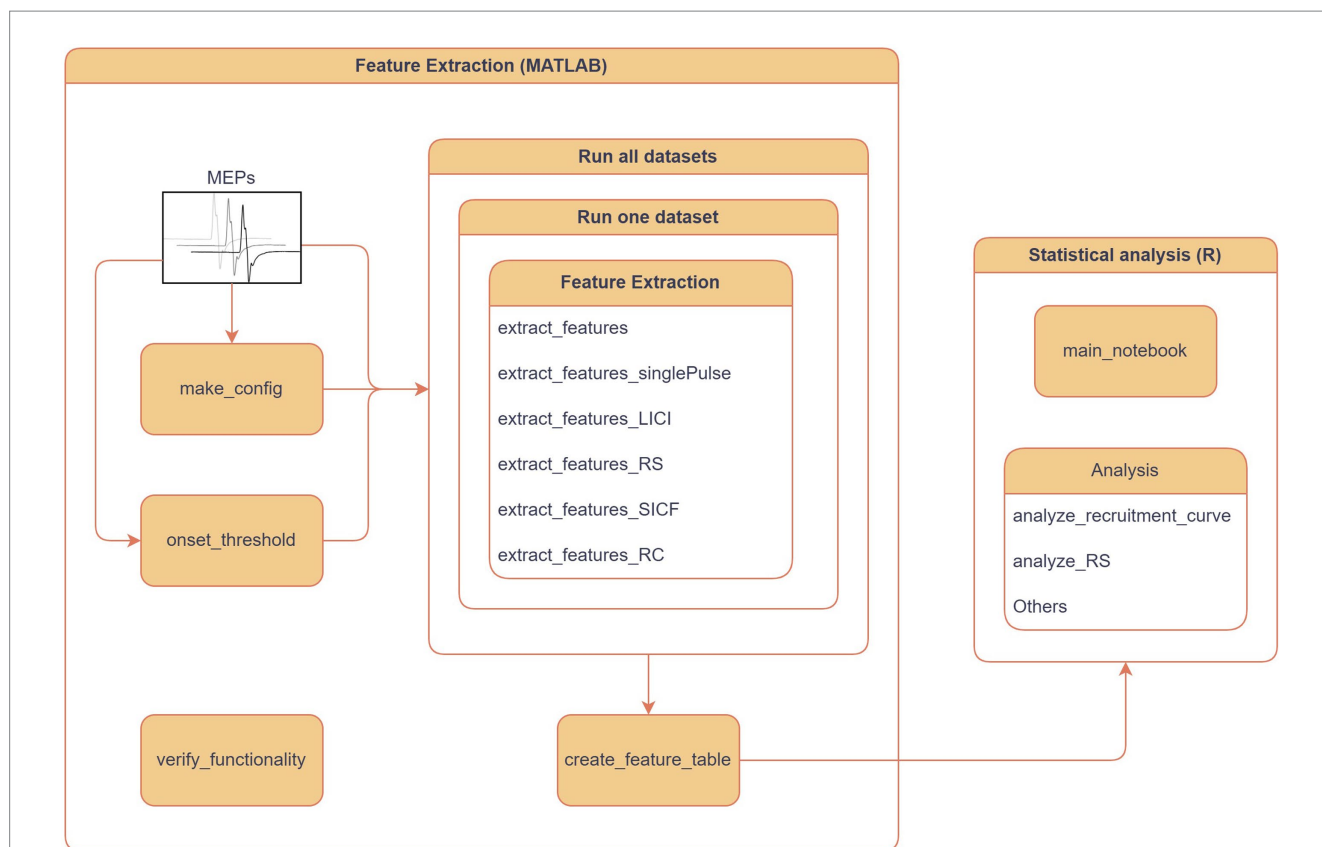 Feature Extraction (MATLAB)
MEPs
make_config
onset_threshold
verify_functionality
Run all datasets
Run one dataset
Feature Extraction
extract_features
extract_features_singlePulse
extract_features_LICI
extract_features_RS
extract_features_SICF
extract_features_RC
create_feature_table
Statistical analysis (R)
main_notebook
Analysis
analyze_recruitment_curve
analyze_RS
Others